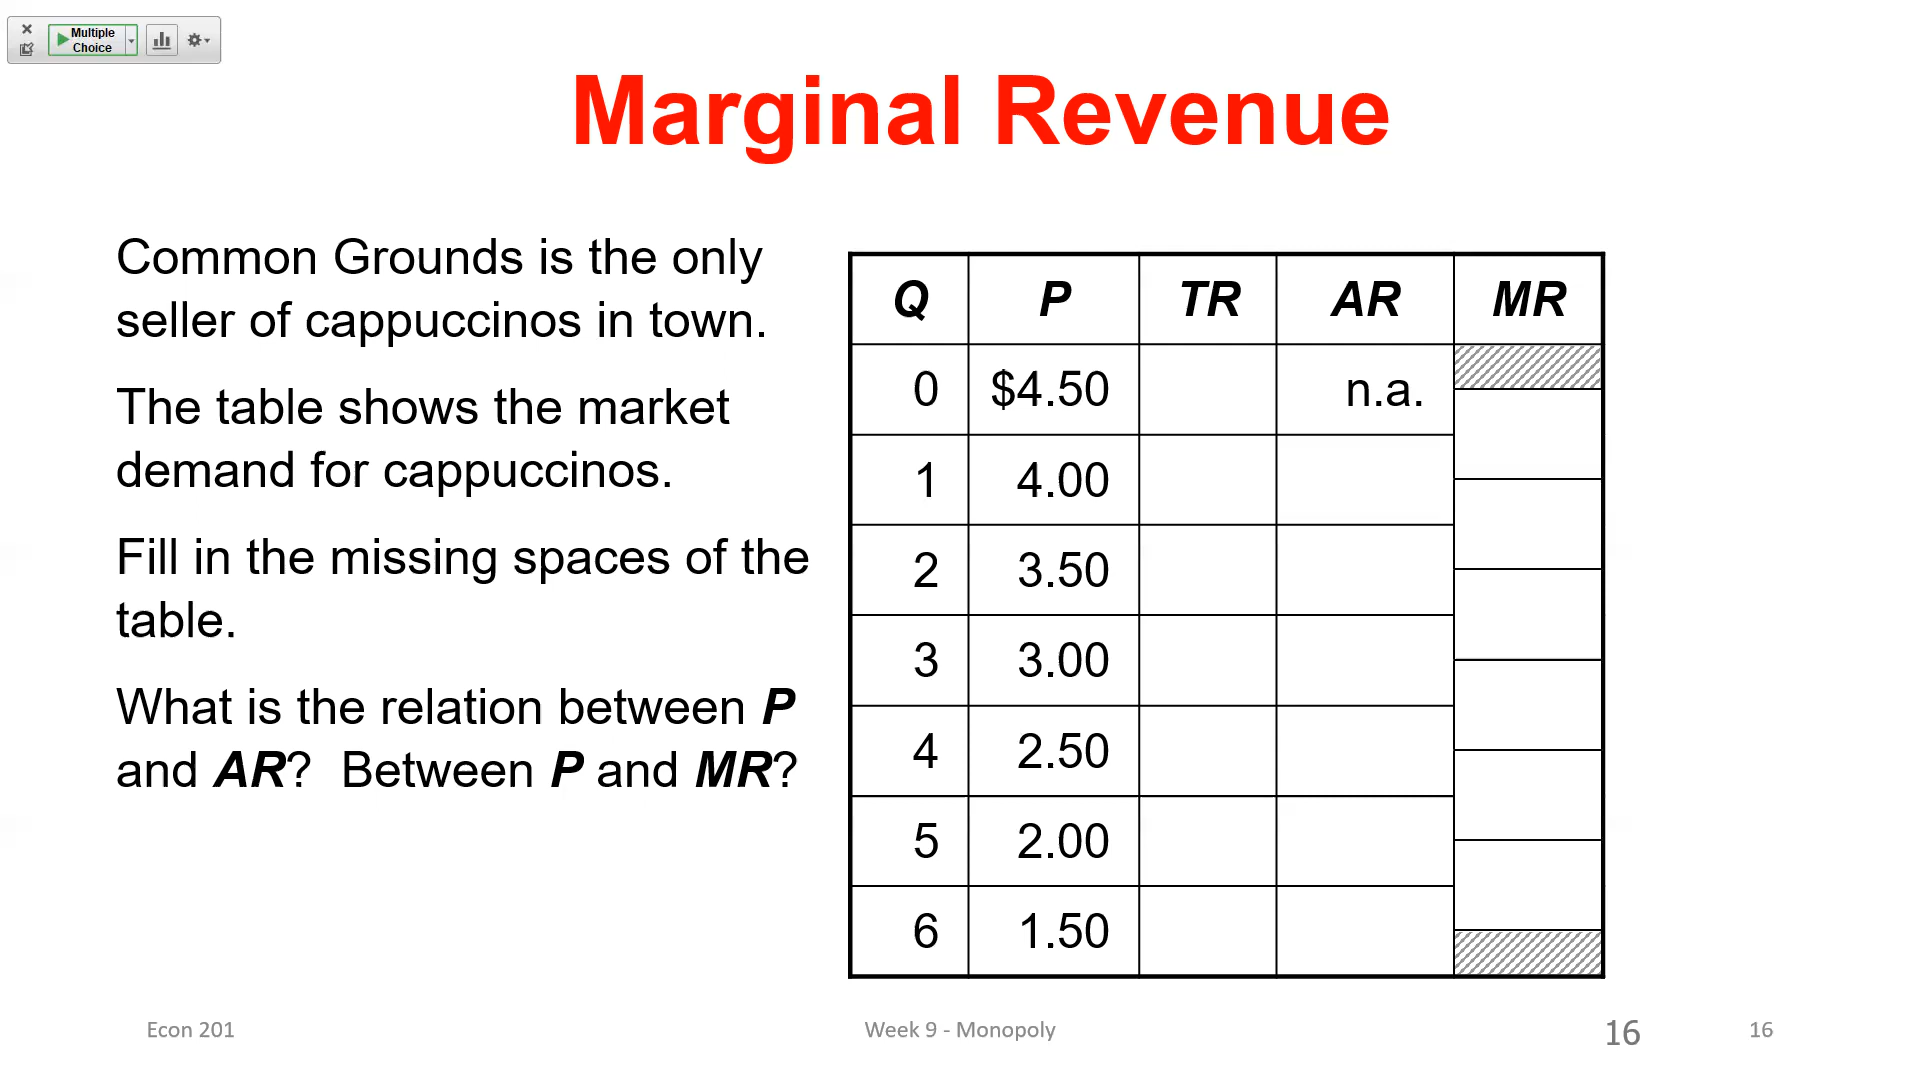 Multiple
Choice
Marginal Revenue
Common Grounds is the only
seller of cappuccinos in town.
The table shows the market
demand for cappuccinos.
Fill in the missing spaces of the
table.
What is the relation between P
and AR?  Between P and MR?
Q P TR AR MR
0 $4.50 n.a.
1 4.00
2 3.50
3 3.00
4 2.50
5 2.00
6 1.50
Econ 201
Week 9 - Monopoly
16
16